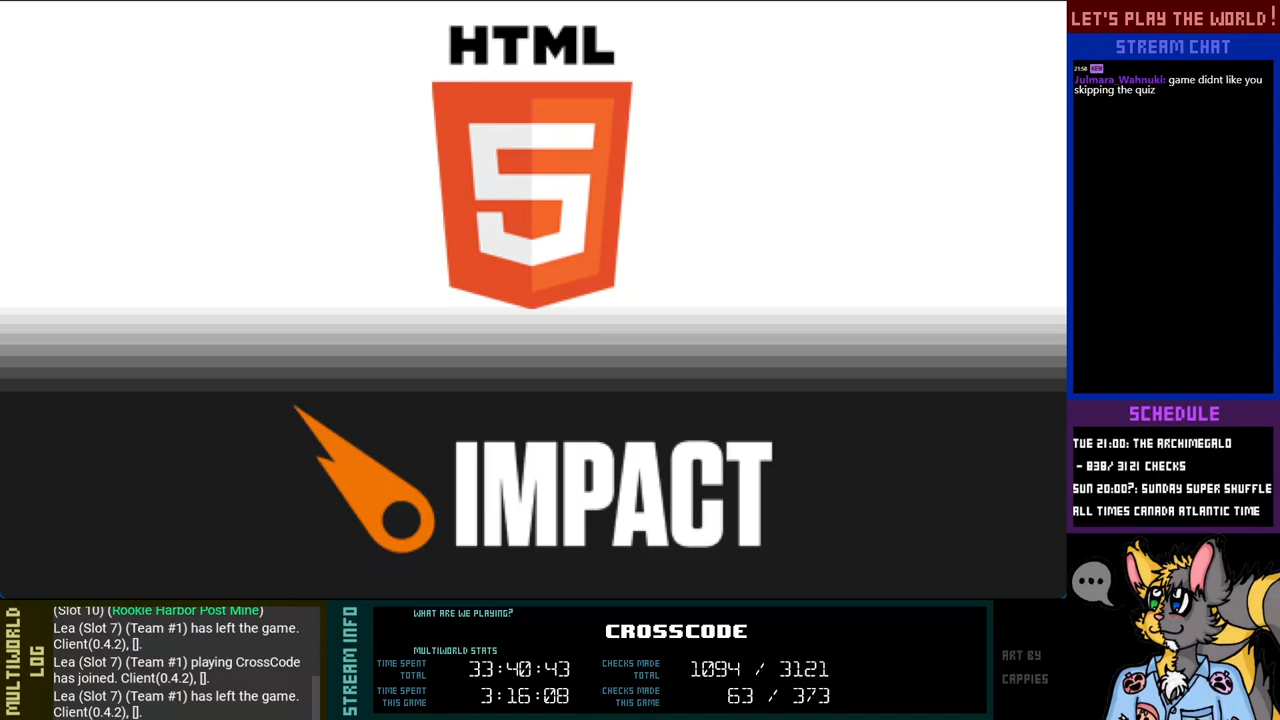 HTML
5
IMPACT
LET'S PLAY THE WORLD!
STREAM CHAT
21:58 NEW
Julmara_Wahnuki: game didnt like you
skipping the quiz
SCHEDULE
TUE 21:00: THE ARCHIMEGALO
- 838/ 3121 CHECKS
SUN 20:00?: SUNDAY SUPER SHUFFLE
ALL TIMES CANADA ATLANTIC TIME
MULTIWORLD
LOG
(Slot 10) (Rookie Harbor Post Mine)
Lea (Slot 7) (Team #1) has left the game.
Client(0.4.2), [].
Lea (Slot 7) (Team #1) playing CrossCode
has joined. Client(0.4.2), [].
Lea (Slot 7) (Team #1) has left the game.
Client(0.4.2), [].
STREAM INFO
WHAT ARE WE PLAYING?
CROSSCODE
MULTIWORLD STATS
TIME SPENT
TOTAL
33:40:43
CHECKS MADE
TOTAL
1094 / 3121
TIME SPENT
THIS GAME
3:16:08
CHECKS MADE
THIS GAME
63 / 373
ART BY
CAPPIES